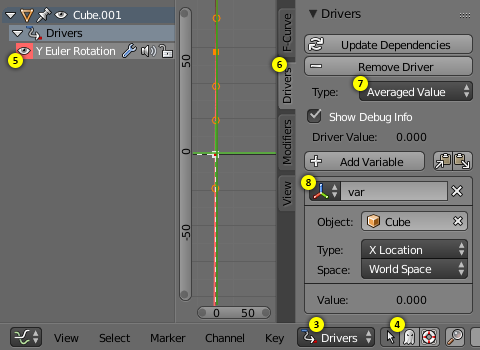 Cube.001
Drivers
5 Y Euler Rotation
50
0
-50
0 50
F-Curve
6 Drivers
Modifiers
View
Drivers
Update Dependencies
Remove Driver
7
Type: Averaged Value
Show Debug Info
Driver Value: 0.000
Add Variable
8 var
Object: Cube
Type: X Location
Space: World Space
Value: 0.000
3 4
View Select Marker Channel Key Drivers